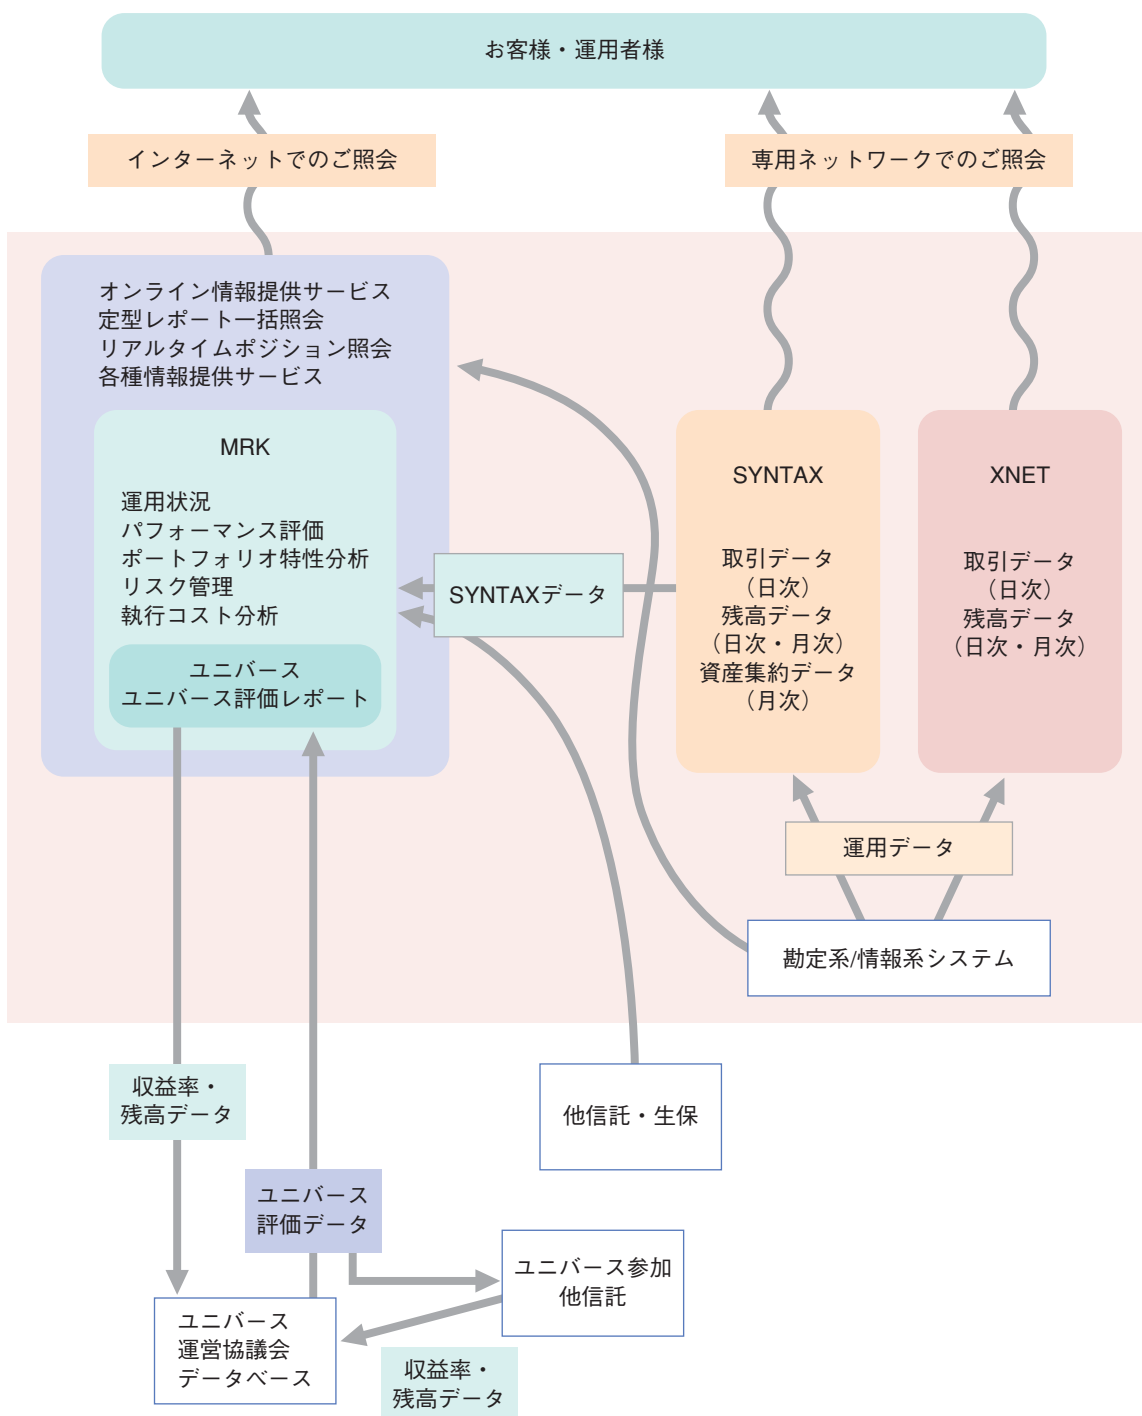 お客様・運用者様
インターネットでのご照会
専用ネットワークでのご照会
オンライン情報提供サービス
定型レポート一括照会
リアルタイムポジション照会
各種情報提供サービス
MRK
運用状況
パフォーマンス評価
ポートフォリオ特性分析
リスク管理
執行コスト分析
ユニバース
ユニバース評価レポート
SYNTAXデータ
SYNTAX
取引データ
（日次）
残高データ
（日次・月次）
資産集約データ
（月次）
XNET
取引データ
（日次）
残高データ
（日次・月次）
運用データ
勘定系/情報系システム
収益率・
残高データ
他信託・生保
ユニバース
評価データ
ユニバース参加
他信託
ユニバース
運営協議会
データベース
収益率・
残高データ